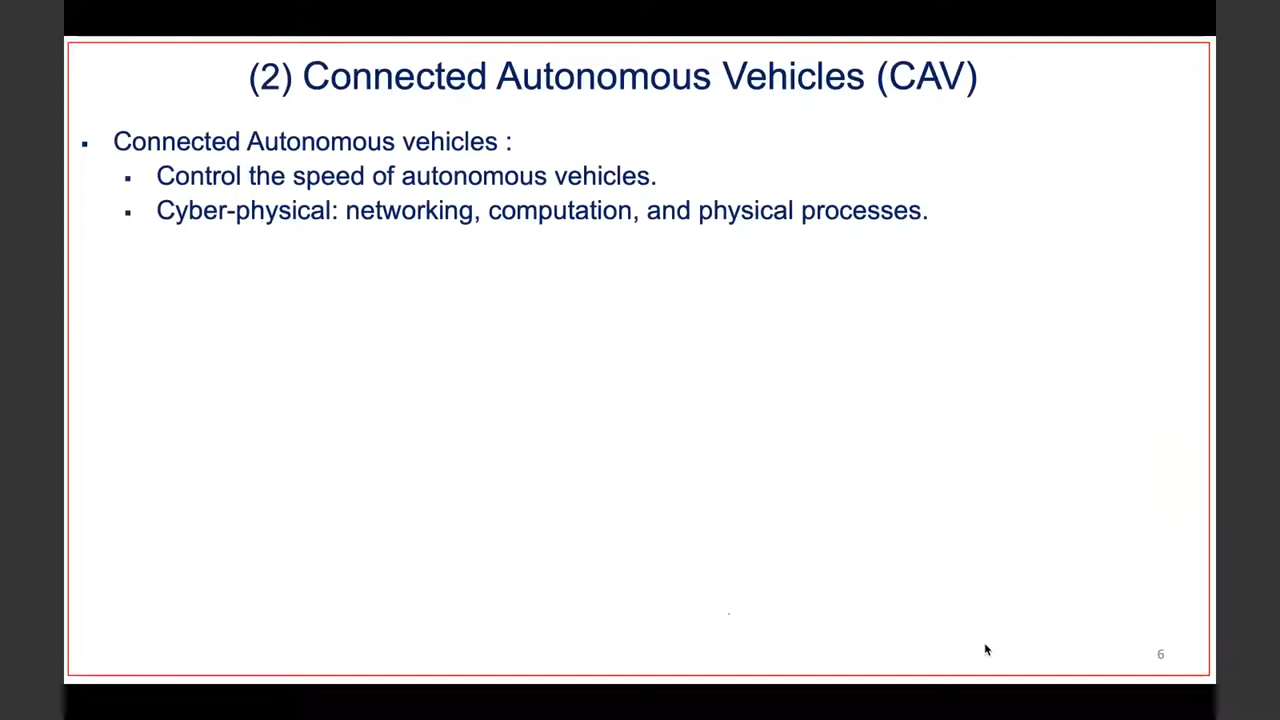 (2) Connected Autonomous Vehicles (CAV)
▪ Connected Autonomous vehicles :
▪ Control the speed of autonomous vehicles.
▪ Cyber-physical: networking, computation, and physical processes.
6